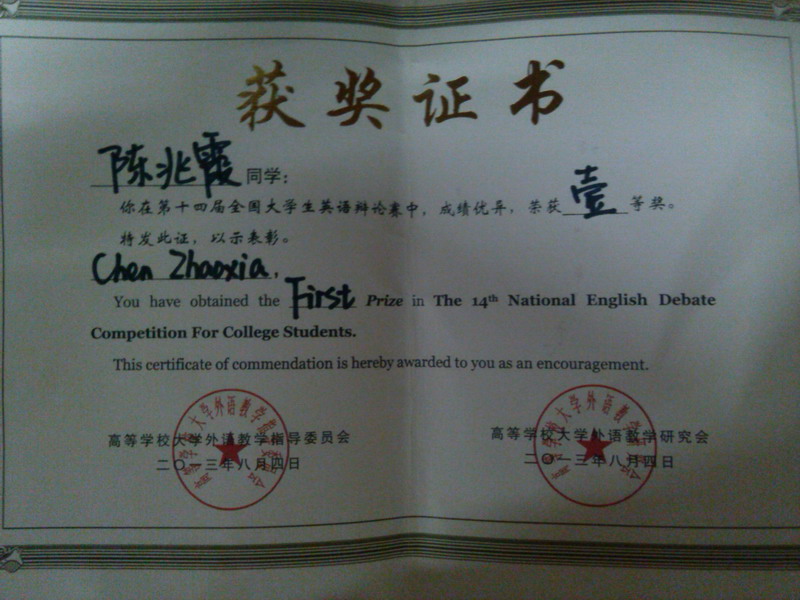 获奖证书
陈兆霞同学：
你在第十四届全国大学生英语辩论赛中，成绩优异，荣获壹等奖。
特发此证，以示表彰。
Chen Zhaoxia,
You have obtained the First Prize in The 14th National English Debate
Competition For College Students.
This certificate of commendation is hereby awarded to you as an encouragement.
高等学校大学外语教学指导委员会
二〇一三年八月四日
高等学校大学外语教学研究会
二〇一三年八月四日